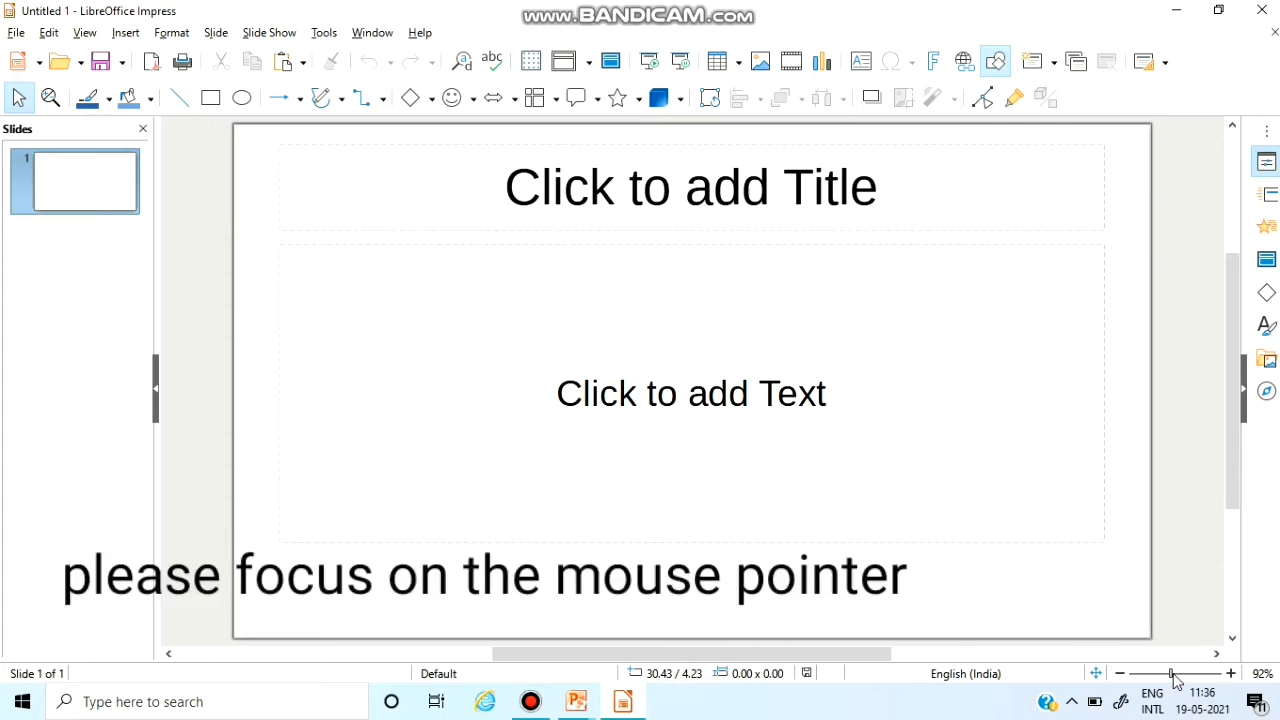 Untitled 1 - LibreOffice Impress
www.BANDICAM.com
File Edit View Insert Format Slide Slide Show Tools Window Help
Slides
1
Click to add Title
Click to add Text
please focus on the mouse pointer
Slide 1 of 1
Default
30.43 / 4.23
0.00 x 0.00
English (India)
92%
Type here to search
ENG
INTL
11:36
19-05-2021